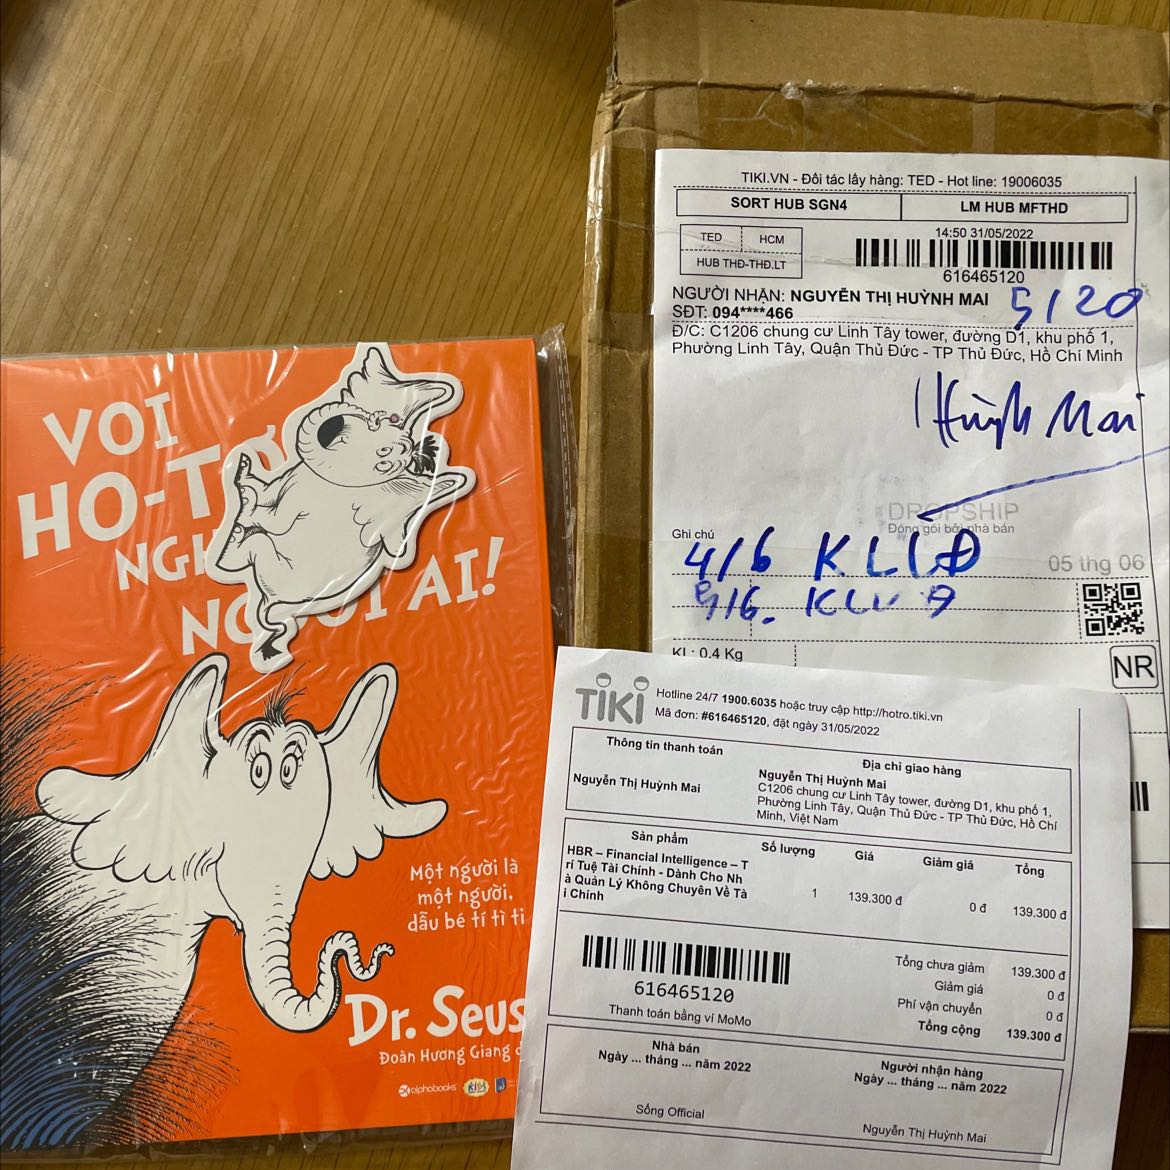 VOI
HO-TƠ
NG
AI!
Một người là
một người,
dẫu bé tí tì ti
Dr. Seus
Đoàn Hương Giang d
alphabooks
TIKI.VN - Đối tác lấy hàng: TED - Hot line: 19006035
SORT HUB SGN4
LM HUB MFTHD
TED
HCM
HUB THĐ-THĐ.LT
14:50 31/05/2022
616465120
NGƯỜI NHẬN: NGUYỄN THỊ HUỲNH MAI
5/20
SĐT: 094****466
Đ/C: C1206 chung cư Linh Tây tower, đường D1, khu phố 1,
Phường Linh Tây, Quận Thủ Đức - TP Thủ Đức, Hồ Chí Minh
Huỳnh Mai
DROPSHIP
Đóng gói bởi nhà bán
Ghi chú
4/6 KLLĐ
05 thg 06
5/6.
KL: 0.4 Kg
NR
TIKI
Hotline 24/7 1900.6035 hoặc truy cập http://hotro.tiki.vn
Mã đơn: #616465120, đặt ngày 31/05/2022
Thông tin thanh toán
Địa chỉ giao hàng
Nguyễn Thị Huỳnh Mai
Nguyễn Thị Huỳnh Mai
C1206 chung cư Linh Tây tower, đường D1, khu phố 1,
Phường Linh Tây, Quận Thủ Đức - TP Thủ Đức, Hồ Chí
Minh, Việt Nam
Sản phẩm
Số lượng
Giá
Giảm giá
Tổng
HBR – Financial Intelligence – T
rí Tuệ Tài Chính - Dành Cho Nh
à Quản Lý Không Chuyên Về Tà
i Chính
1
139.300 đ
0 đ
139.300 đ
616465120
Thanh toán bằng ví MoMo
Tổng chưa giảm
139.300 đ
Giảm giá
0 đ
Phí vận chuyển
0 đ
Tổng cộng
139.300 đ
Nhà bán
Ngày ... tháng ... năm 2022
Người nhận hàng
Ngày ... tháng ... năm 2022
Sống Official
Nguyễn Thị Huỳnh Mai